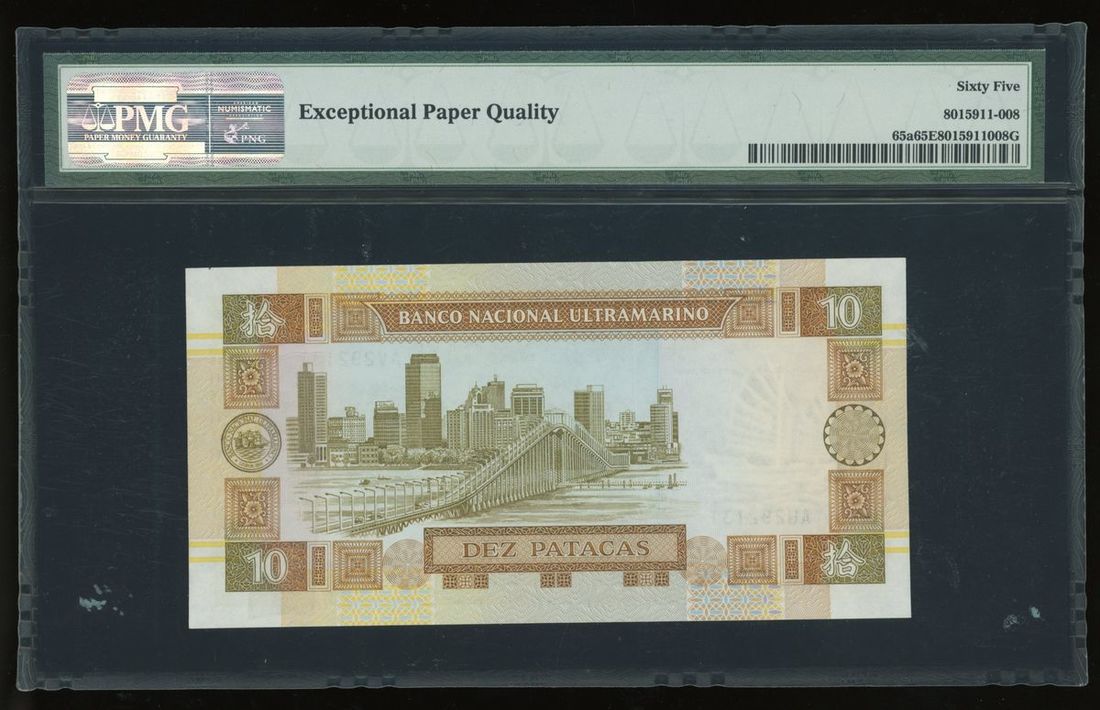 PMG
PAPER MONEY GUARANTY
NUMISMATIC
PNG
Exceptional Paper Quality
Sixty Five
8015911-008
65a65E8015911008G
拾
BANCO NACIONAL ULTRAMARINO
10
10
DEZ PATACAS
拾